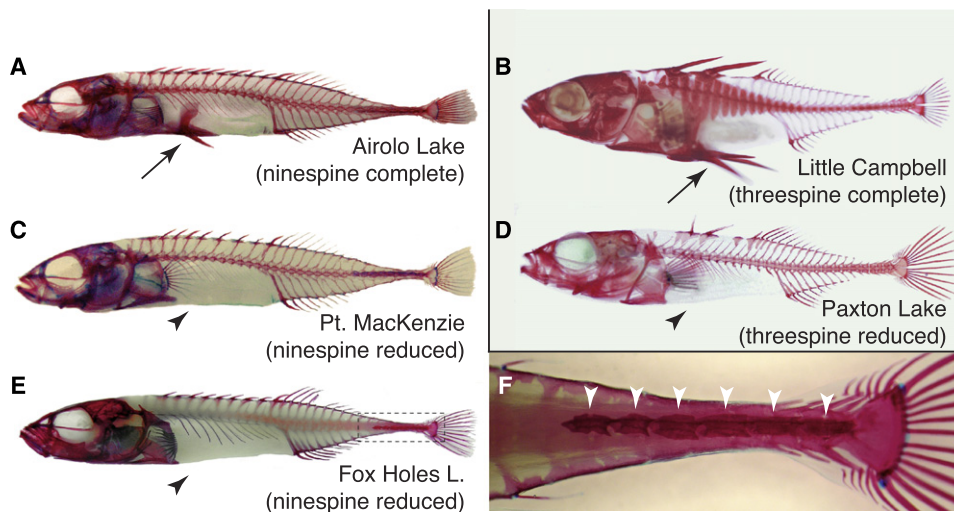 A
Airolo Lake
(ninespine complete)
B
Little Campbell
(threespine complete)
C
Pt. MacKenzie
(ninespine reduced)
D
Paxton Lake
(threespine reduced)
E
Fox Holes L.
(ninespine reduced)
F